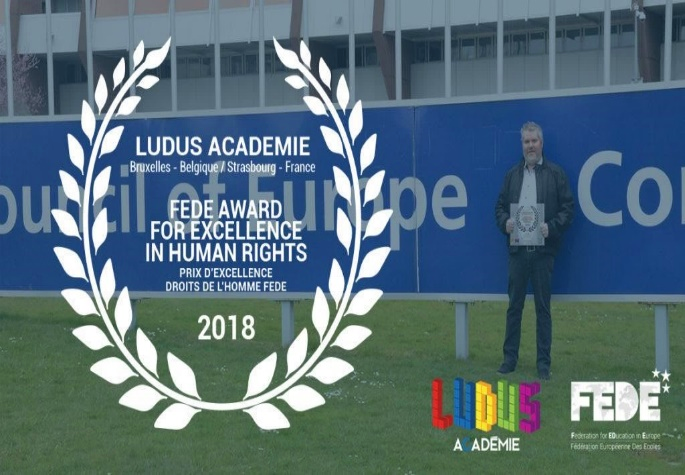 LUDUS ACADEMIE
Bruxelles - Belgique / Strasbourg - France
FEDE AWARD
FOR EXCELLENCE
IN HUMAN RIGHTS
PRIX D'EXCELLENCE
DROITS DE L'HOMME FEDE
2018
ouncil of Europe Co
LUDUS
ACADÉMIE
FEDE
Federation for EDucation in Europe
Fédération Européenne Des Ecoles